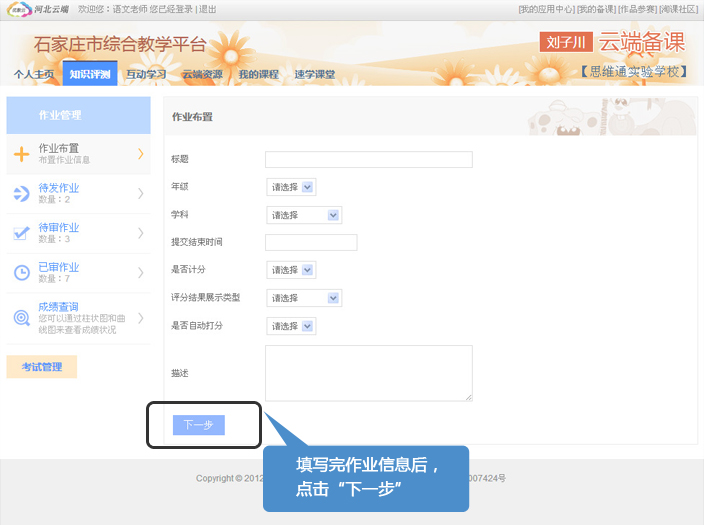 河北云端 欢迎您：语文老师 您已经登录 | 退出
[我的应用中心] [我的备课] [作品参赛] [阅课社区]
石家庄市综合教学平台
刘子川 云端备课
【思维通实验学校】
个人主页 知识评测 互动学习 云端资源 我的课程 速学课堂
作业管理
作业布置
布置作业信息
待发作业
数量：2
待审作业
数量：3
已审作业
数量：7
成绩查询
您可以通过柱状图和曲
线图来查看成绩状况
考试管理
作业布置
标题
年级 请选择
学科 请选择
提交结束时间
是否计分 请选择
评分结果展示类型 请选择
是否自动打分 请选择
描述
下一步
填写完作业信息后，
点击“下一步”
Copyright © 2012
007424号